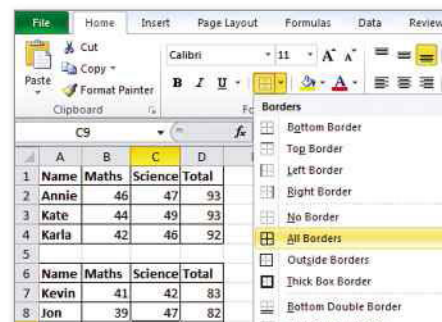 File Home Insert Page Layout Formulas Data Review
Cut
Copy
Format Painter
Paste
Calibri 11 A A
B I U A
Clipboard
C9 fx
Borders
Bottom Border
Top Border
Left Border
Right Border
No Border
All Borders
Outside Borders
Thick Box Border
Bottom Double Border
A B C D
1 Name Maths Science Total
2 Annie 46 47 93
3 Kate 44 49 93
4 Karla 42 46 92
5
6 Name Maths Science Total
7 Kevin 41 42 83
8 Jon 39 47 82